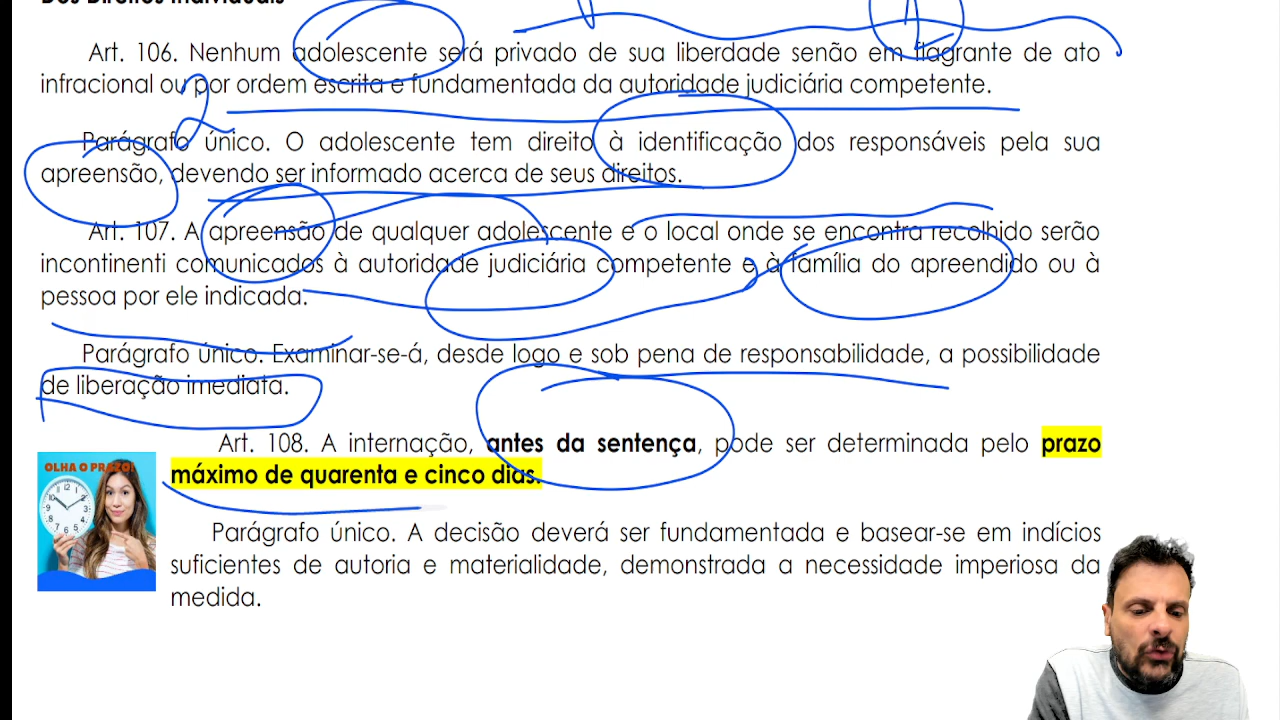 Dos Direitos Individuais
Art. 106. Nenhum adolescente será privado de sua liberdade senão em flagrante de ato
infracional ou por ordem escrita e fundamentada da autoridade judiciária competente.
2
Parágrafo único. O adolescente tem direito à identificação dos responsáveis pela sua
apreensão, devendo ser informado acerca de seus direitos.
Art. 107. A apreensão de qualquer adolescente e o local onde se encontra recolhido serão
incontinenti comunicados à autoridade judiciária competente e à família do apreendido ou à
pessoa por ele indicada.
Parágrafo único. Examinar-se-á, desde logo e sob pena de responsabilidade, a possibilidade
de liberação imediata.
Art. 108. A internação, antes da sentença, pode ser determinada pelo prazo
máximo de quarenta e cinco dias.
OLHA O PRAZO!
Parágrafo único. A decisão deverá ser fundamentada e basear-se em indícios
suficientes de autoria e materialidade, demonstrada a necessidade imperiosa da
medida.